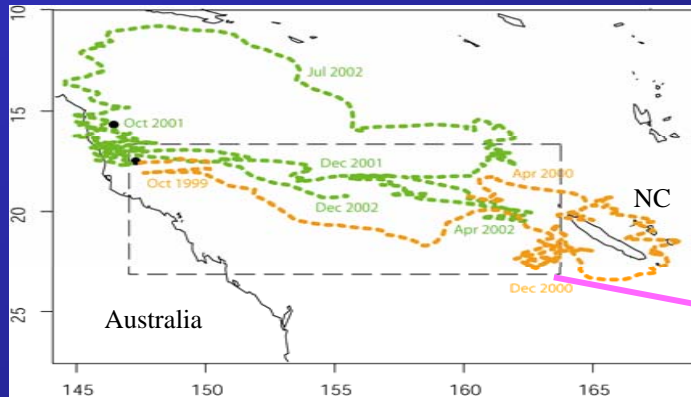 10
15
20
25
Jul 2002
Oct 2001
Dec 2001
Oct 1999
Apr 2000
NC
Dec 2002
Apr 2002
Dec 2000
Australia
145
150
155
160
165